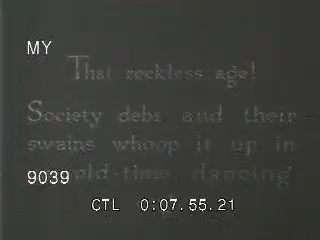 MY
That reckless age!
Society debs and their
swains whoop it up in
9039 old-time dancing
CTL 0:07.55.21